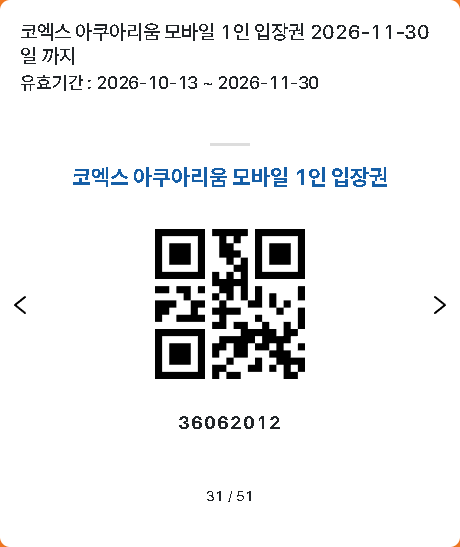 코엑스 아쿠아리움 모바일 1인 입장권 2026-11-30
일 까지
유효기간 : 2026-10-13 ~ 2026-11-30
코엑스 아쿠아리움 모바일 1인 입장권
36062012
31 / 51